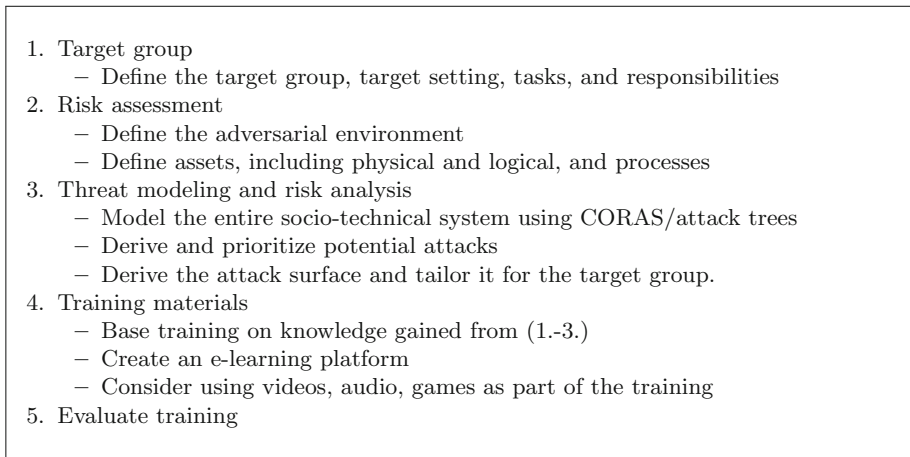 1. Target group
– Define the target group, target setting, tasks, and responsibilities
2. Risk assessment
– Define the adversarial environment
– Define assets, including physical and logical, and processes
3. Threat modeling and risk analysis
– Model the entire socio-technical system using CORAS/attack trees
– Derive and prioritize potential attacks
– Derive the attack surface and tailor it for the target group.
4. Training materials
– Base training on knowledge gained from (1.-3.)
– Create an e-learning platform
– Consider using videos, audio, games as part of the training
5. Evaluate training